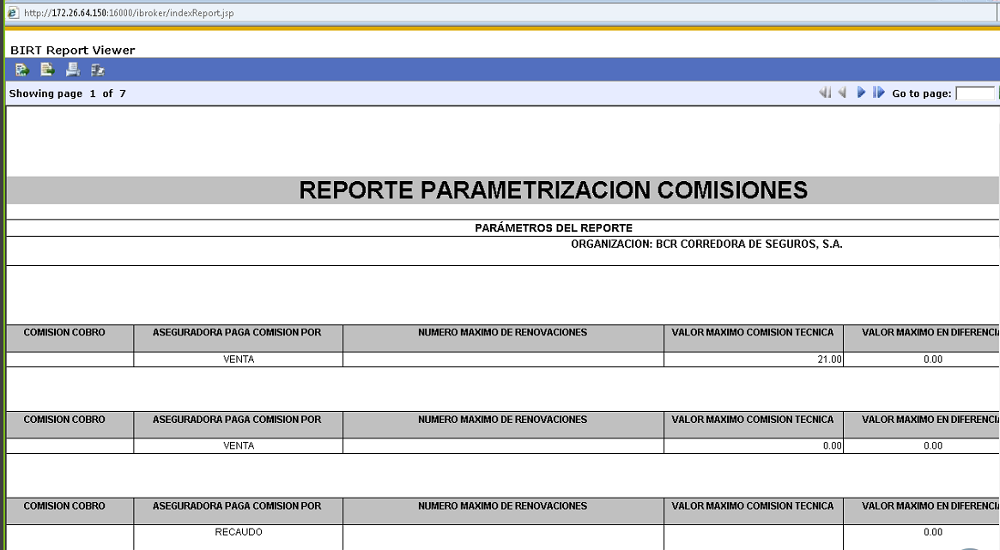 http://172.26.64.150:16000/ibroker/indexReport.jsp
BIRT Report Viewer
Showing page 1 of 7 Go to page:
REPORTE PARAMETRIZACION COMISIONES
PARÁMETROS DEL REPORTE
ORGANIZACION: BCR CORREDORA DE SEGUROS, S.A.
COMISION COBRO ASEGURADORA PAGA COMISION POR NUMERO MAXIMO DE RENOVACIONES VALOR MAXIMO COMISION TECNICA VALOR MAXIMO EN DIFERENCIA
VENTA 21.00 0.00
COMISION COBRO ASEGURADORA PAGA COMISION POR NUMERO MAXIMO DE RENOVACIONES VALOR MAXIMO COMISION TECNICA VALOR MAXIMO EN DIFERENCIA
VENTA 0.00 0.00
COMISION COBRO ASEGURADORA PAGA COMISION POR NUMERO MAXIMO DE RENOVACIONES VALOR MAXIMO COMISION TECNICA VALOR MAXIMO EN DIFERENCIA
RECAUDO 0.00